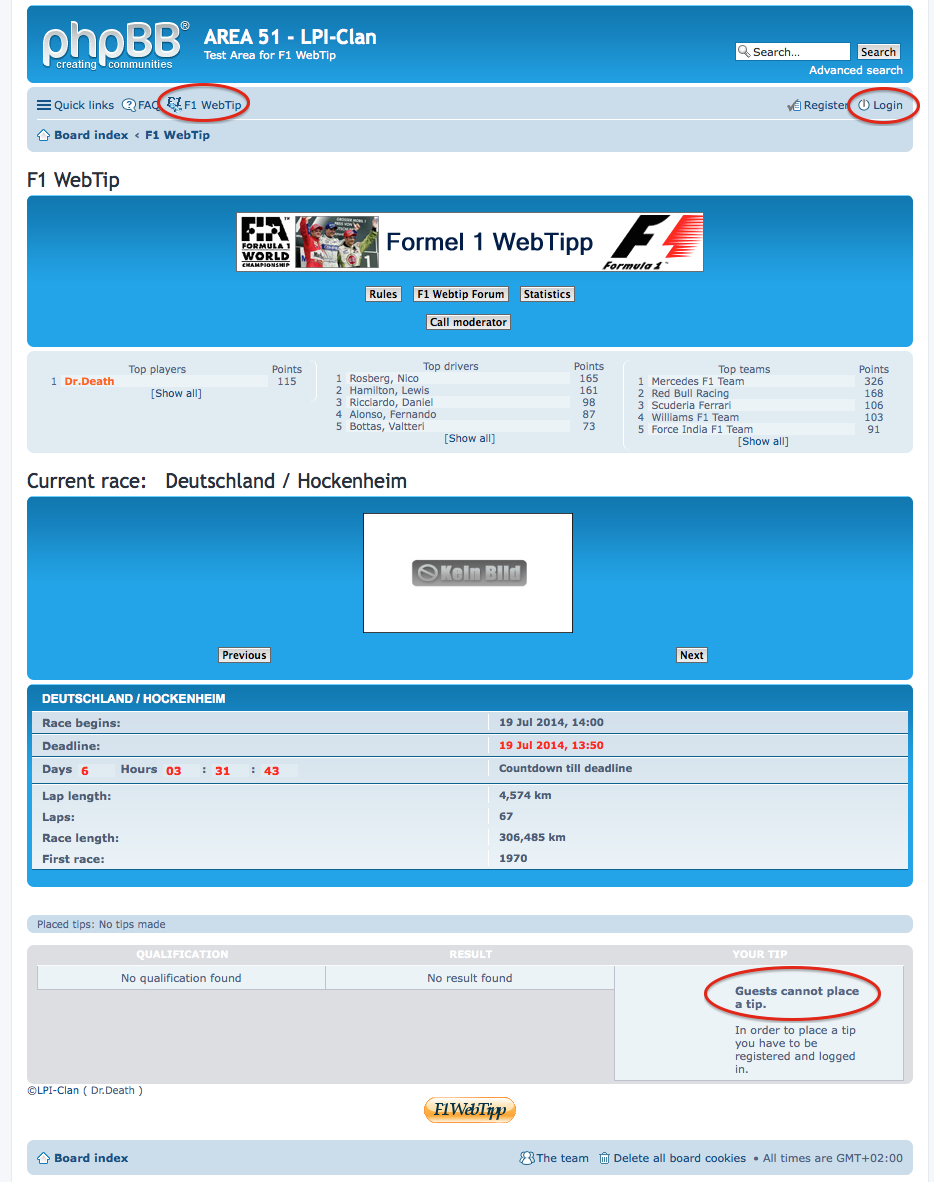 phpBB®
creating communities
AREA 51 - LPI-Clan
Test Area for F1 WebTip
Search...
Search
Advanced search
Quick links
FAQ
F1 WebTip
Register
Login
Board index ‹ F1 WebTip
F1 WebTip
FIA™
FORMULA 1
WORLD
CHAMPIONSHIP
Formel 1 WebTipp
F1
Formula 1™
Rules
F1 Webtip Forum
Statistics
Call moderator
Top players Points
1 Dr.Death 115
[Show all]
Top drivers Points
1 Rosberg, Nico 165
2 Hamilton, Lewis 161
3 Ricciardo, Daniel 98
4 Alonso, Fernando 87
5 Bottas, Valtteri 73
[Show all]
Top teams Points
1 Mercedes F1 Team 326
2 Red Bull Racing 168
3 Scuderia Ferrari 106
4 Williams F1 Team 103
5 Force India F1 Team 91
[Show all]
Current race: Deutschland / Hockenheim
Kein Bild
Previous
Next
DEUTSCHLAND / HOCKENHEIM
Race begins: 19 Jul 2014, 14:00
Deadline: 19 Jul 2014, 13:50
Days 6 Hours 03 : 31 : 43 Countdown till deadline
Lap length: 4,574 km
Laps: 67
Race length: 306,485 km
First race: 1970
Placed tips: No tips made
QUALIFICATION
No qualification found
RESULT
No result found
YOUR TIP
Guests cannot place
a tip.
In order to place a tip
you have to be
registered and logged
in.
©LPI-Clan ( Dr.Death )
F1WebTipp
Board index
The team
Delete all board cookies • All times are GMT+02:00